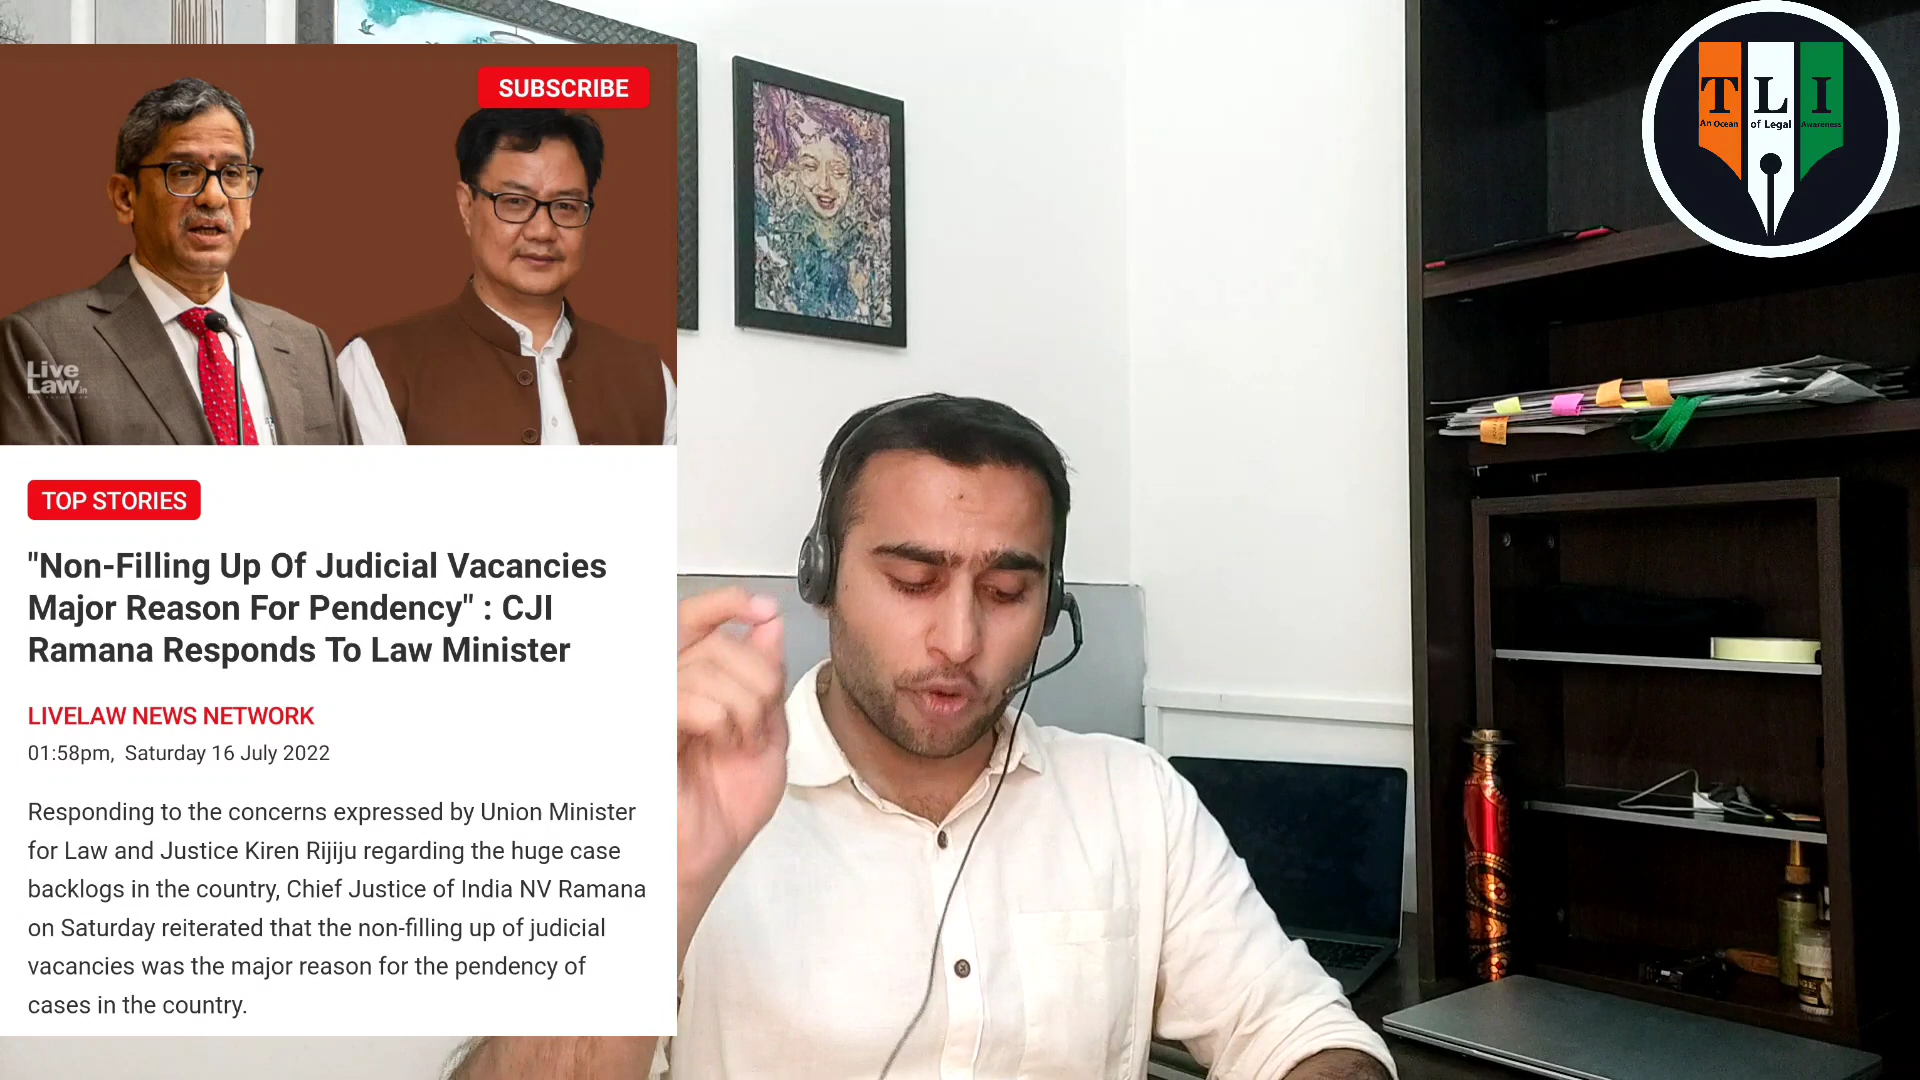 SUBSCRIBE
Live
Law.in
TOP STORIES
"Non-Filling Up Of Judicial Vacancies
Major Reason For Pendency" : CJI
Ramana Responds To Law Minister
LIVELAW NEWS NETWORK
01:58pm, Saturday 16 July 2022
Responding to the concerns expressed by Union Minister
for Law and Justice Kiren Rijiju regarding the huge case
backlogs in the country, Chief Justice of India NV Ramana
on Saturday reiterated that the non-filling up of judicial
vacancies was the major reason for the pendency of
cases in the country.
T L I
An Ocean of Legal Awareness